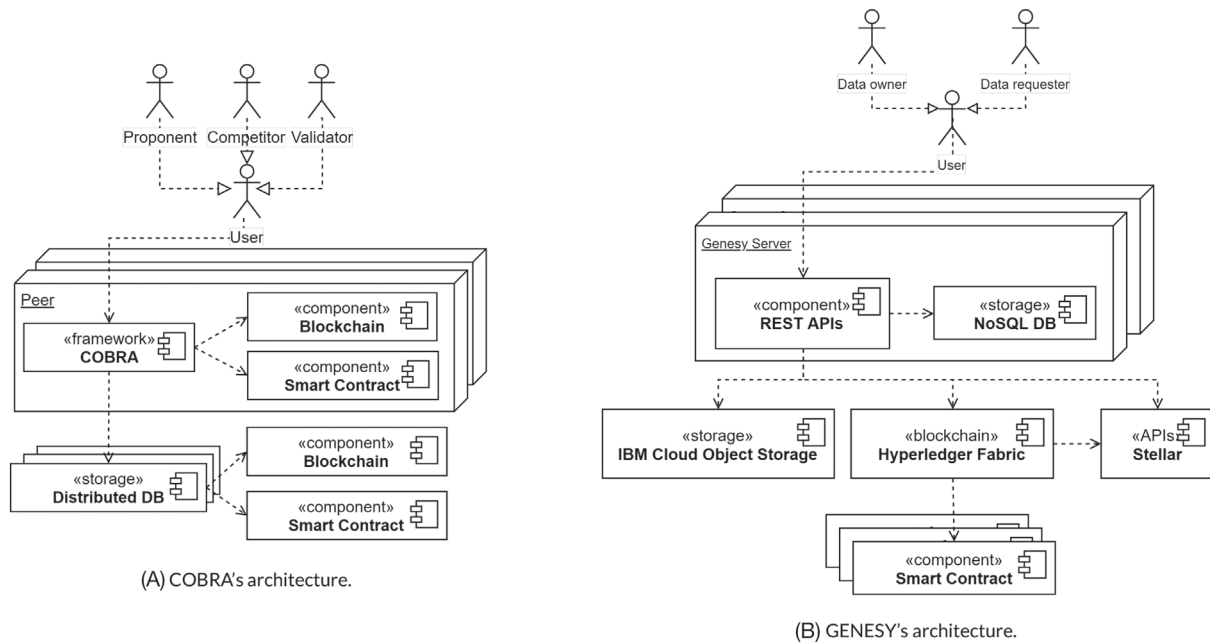 Proponent
Competitor
Validator
User
Peer
«framework»
COBRA
«component»
Blockchain
«component»
Smart Contract
«storage»
Distributed DB
«component»
Blockchain
«component»
Smart Contract
(A) COBRA's architecture.
Data owner
Data requester
User
Genesy Server
«component»
REST APIs
«storage»
NoSQL DB
«storage»
IBM Cloud Object Storage
«blockchain»
Hyperledger Fabric
«APIs»
Stellar
«component»
Smart Contract
(B) GENESY's architecture.